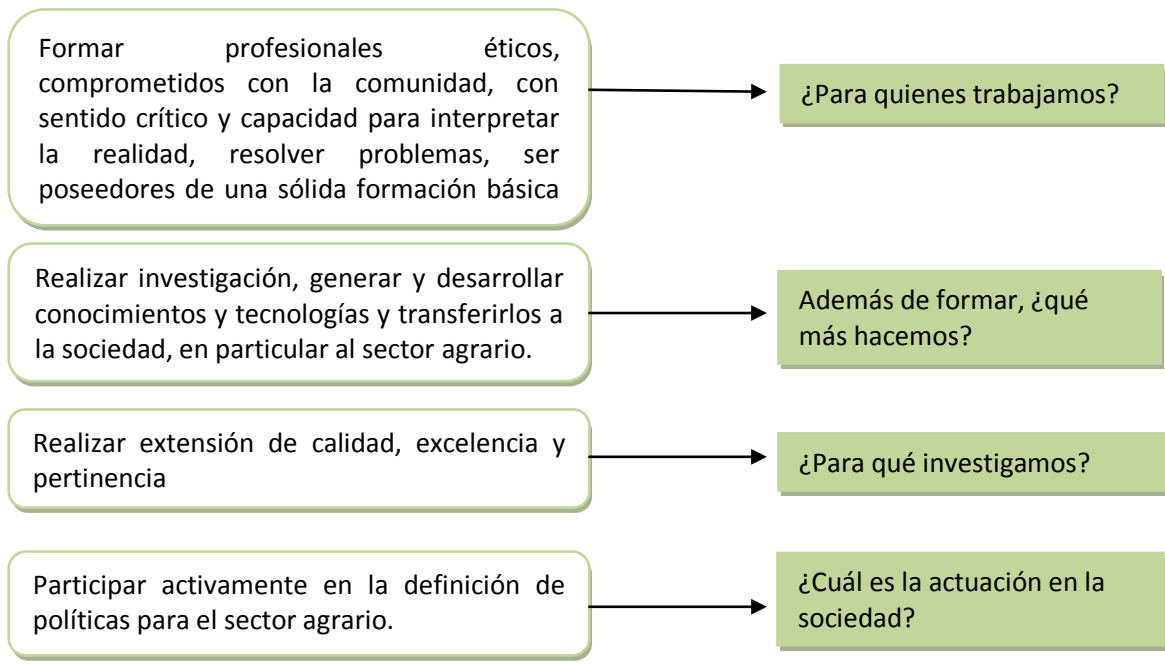 Formar profesionales éticos,
comprometidos con la comunidad, con
sentido crítico y capacidad para interpretar
la realidad, resolver problemas, ser
poseedores de una sólida formación básica
¿Para quienes trabajamos?
Realizar investigación, generar y desarrollar
conocimientos y tecnologías y transferirlos a
la sociedad, en particular al sector agrario.
Además de formar, ¿qué
más hacemos?
Realizar extensión de calidad, excelencia y
pertinencia
¿Para qué investigamos?
Participar activamente en la definición de
políticas para el sector agrario.
¿Cuál es la actuación en la
sociedad?